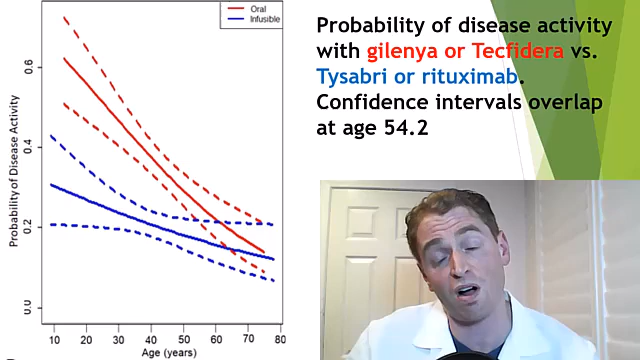 Oral
Infusible
Probability of disease activity
with gilenya or Tecfidera vs.
Tysabri or rituximab.
Confidence intervals overlap
at age 54.2
Probability of Disease Activity
0.6
0.4
0.2
0.0
10 20 30 40 50 60 70 80
Age (years)